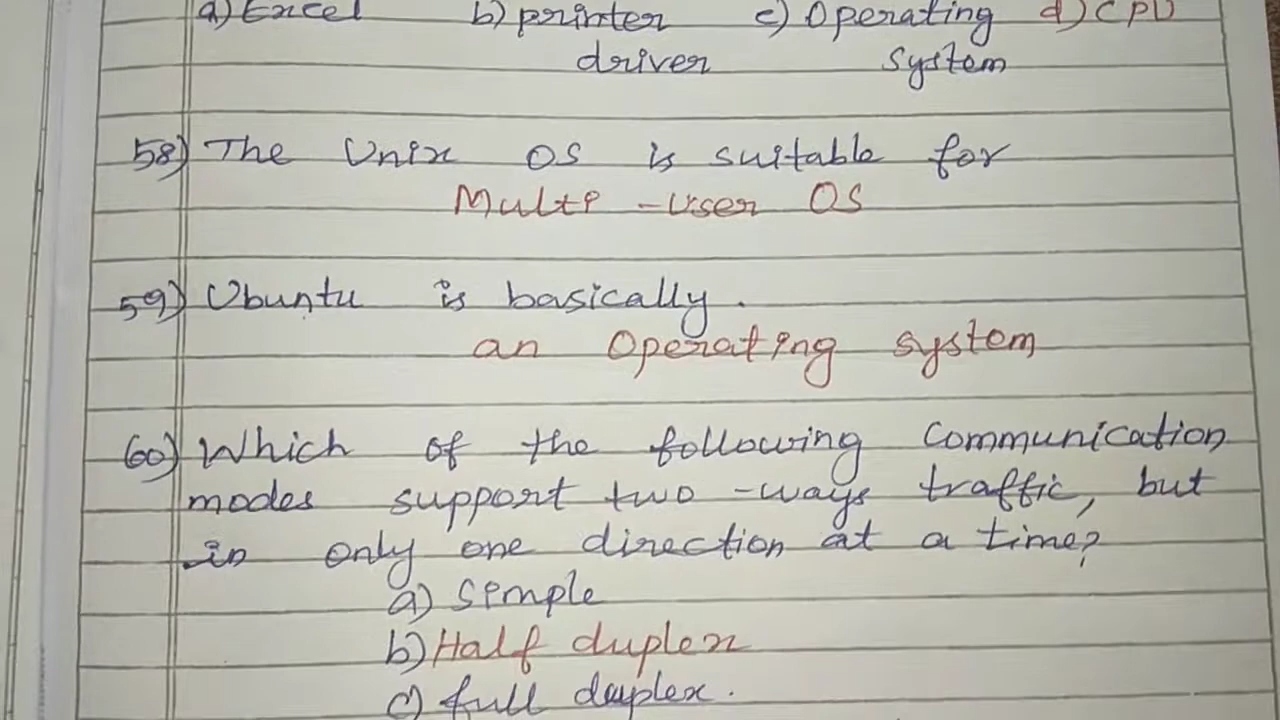 a) Excel b) printer c) Operating d) CPU
driver system
58) The Unix OS is suitable for
Multi-user OS
59) Ubuntu is basically.
an Operating system
60) Which of the following communication
modes support two-ways traffic, but
in only one direction at a time?
a) simple
b) Half duplex
c) full duplex.